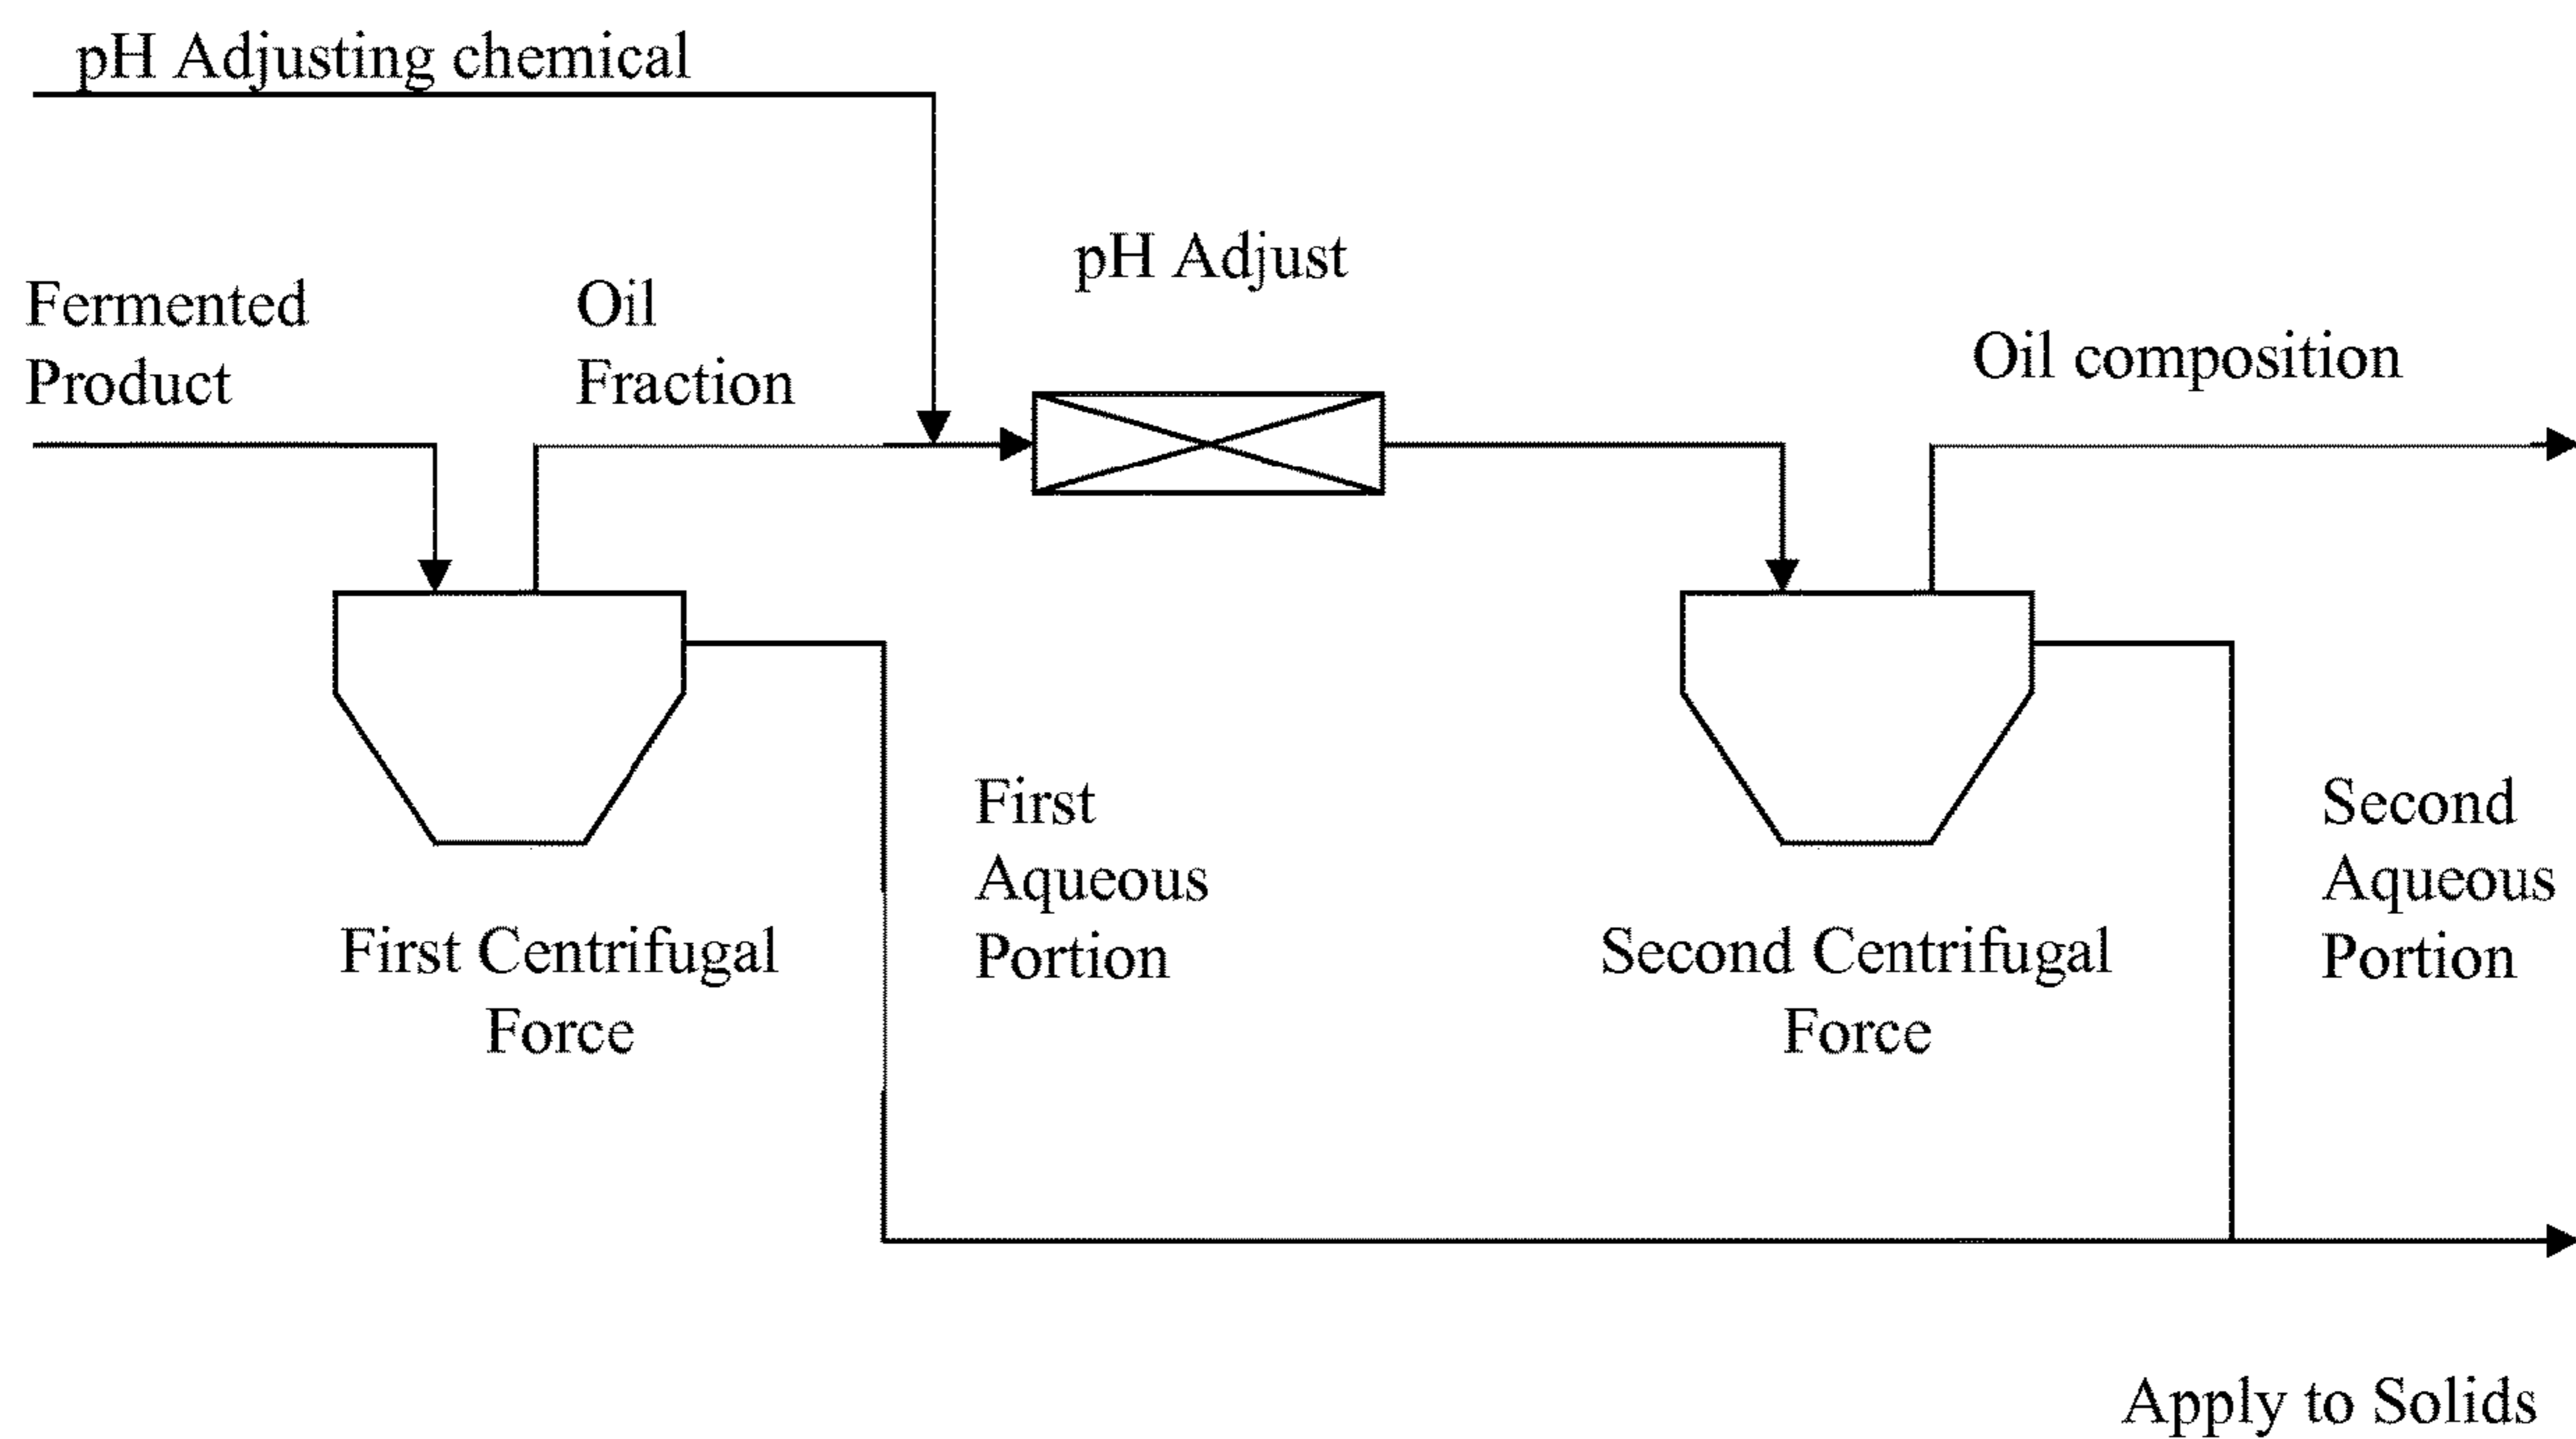 pH Adjusting chemical
pH Adjust
Fermented
Product
Oil
Fraction
Oil composition
First
Aqueous
Portion
Second
Aqueous
Portion
First Centrifugal
Force
Second Centrifugal
Force
Apply to Solids